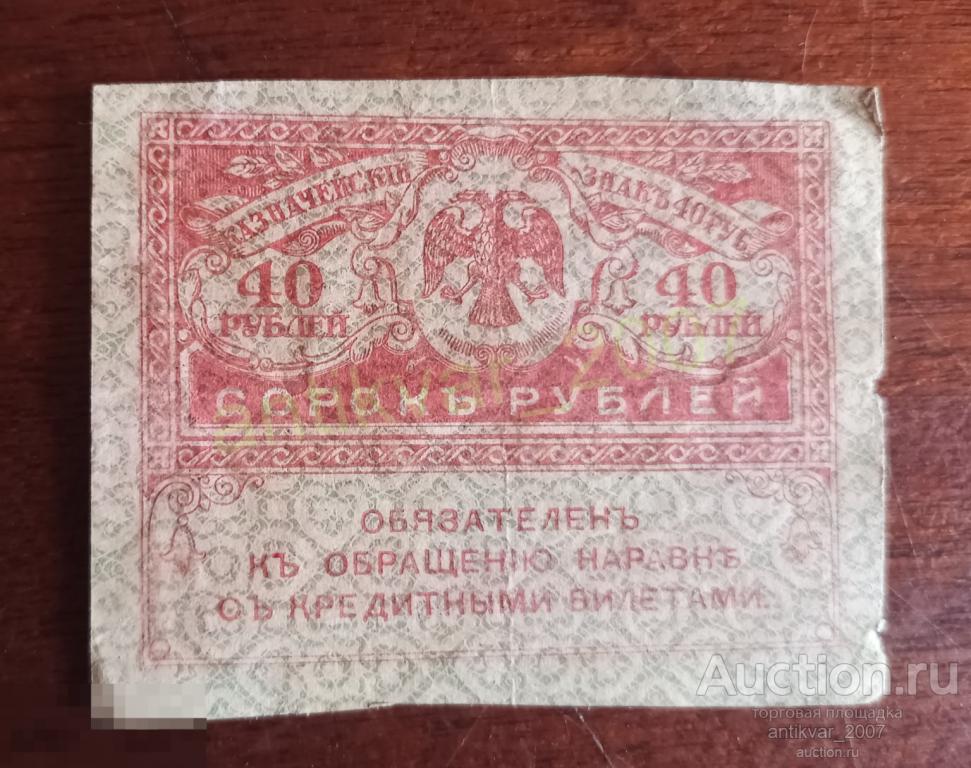 КАЗНАЧЕЙСКІЙ ЗНАКЪ 40 РУБ
40 РУБЛЕЙ
40 РУБЛЕЙ
СОРОКЪ РУБЛЕЙ
antikvar_2007
ОБЯЗАТЕЛЕНЪ
КЪ ОБРАЩЕНІЮ НАРАВНѢ
СЪ КРЕДИТНЫМИ БИЛЕТАМИ.
Auction.ru
торговая площадка
antikvar_2007
auction.ru